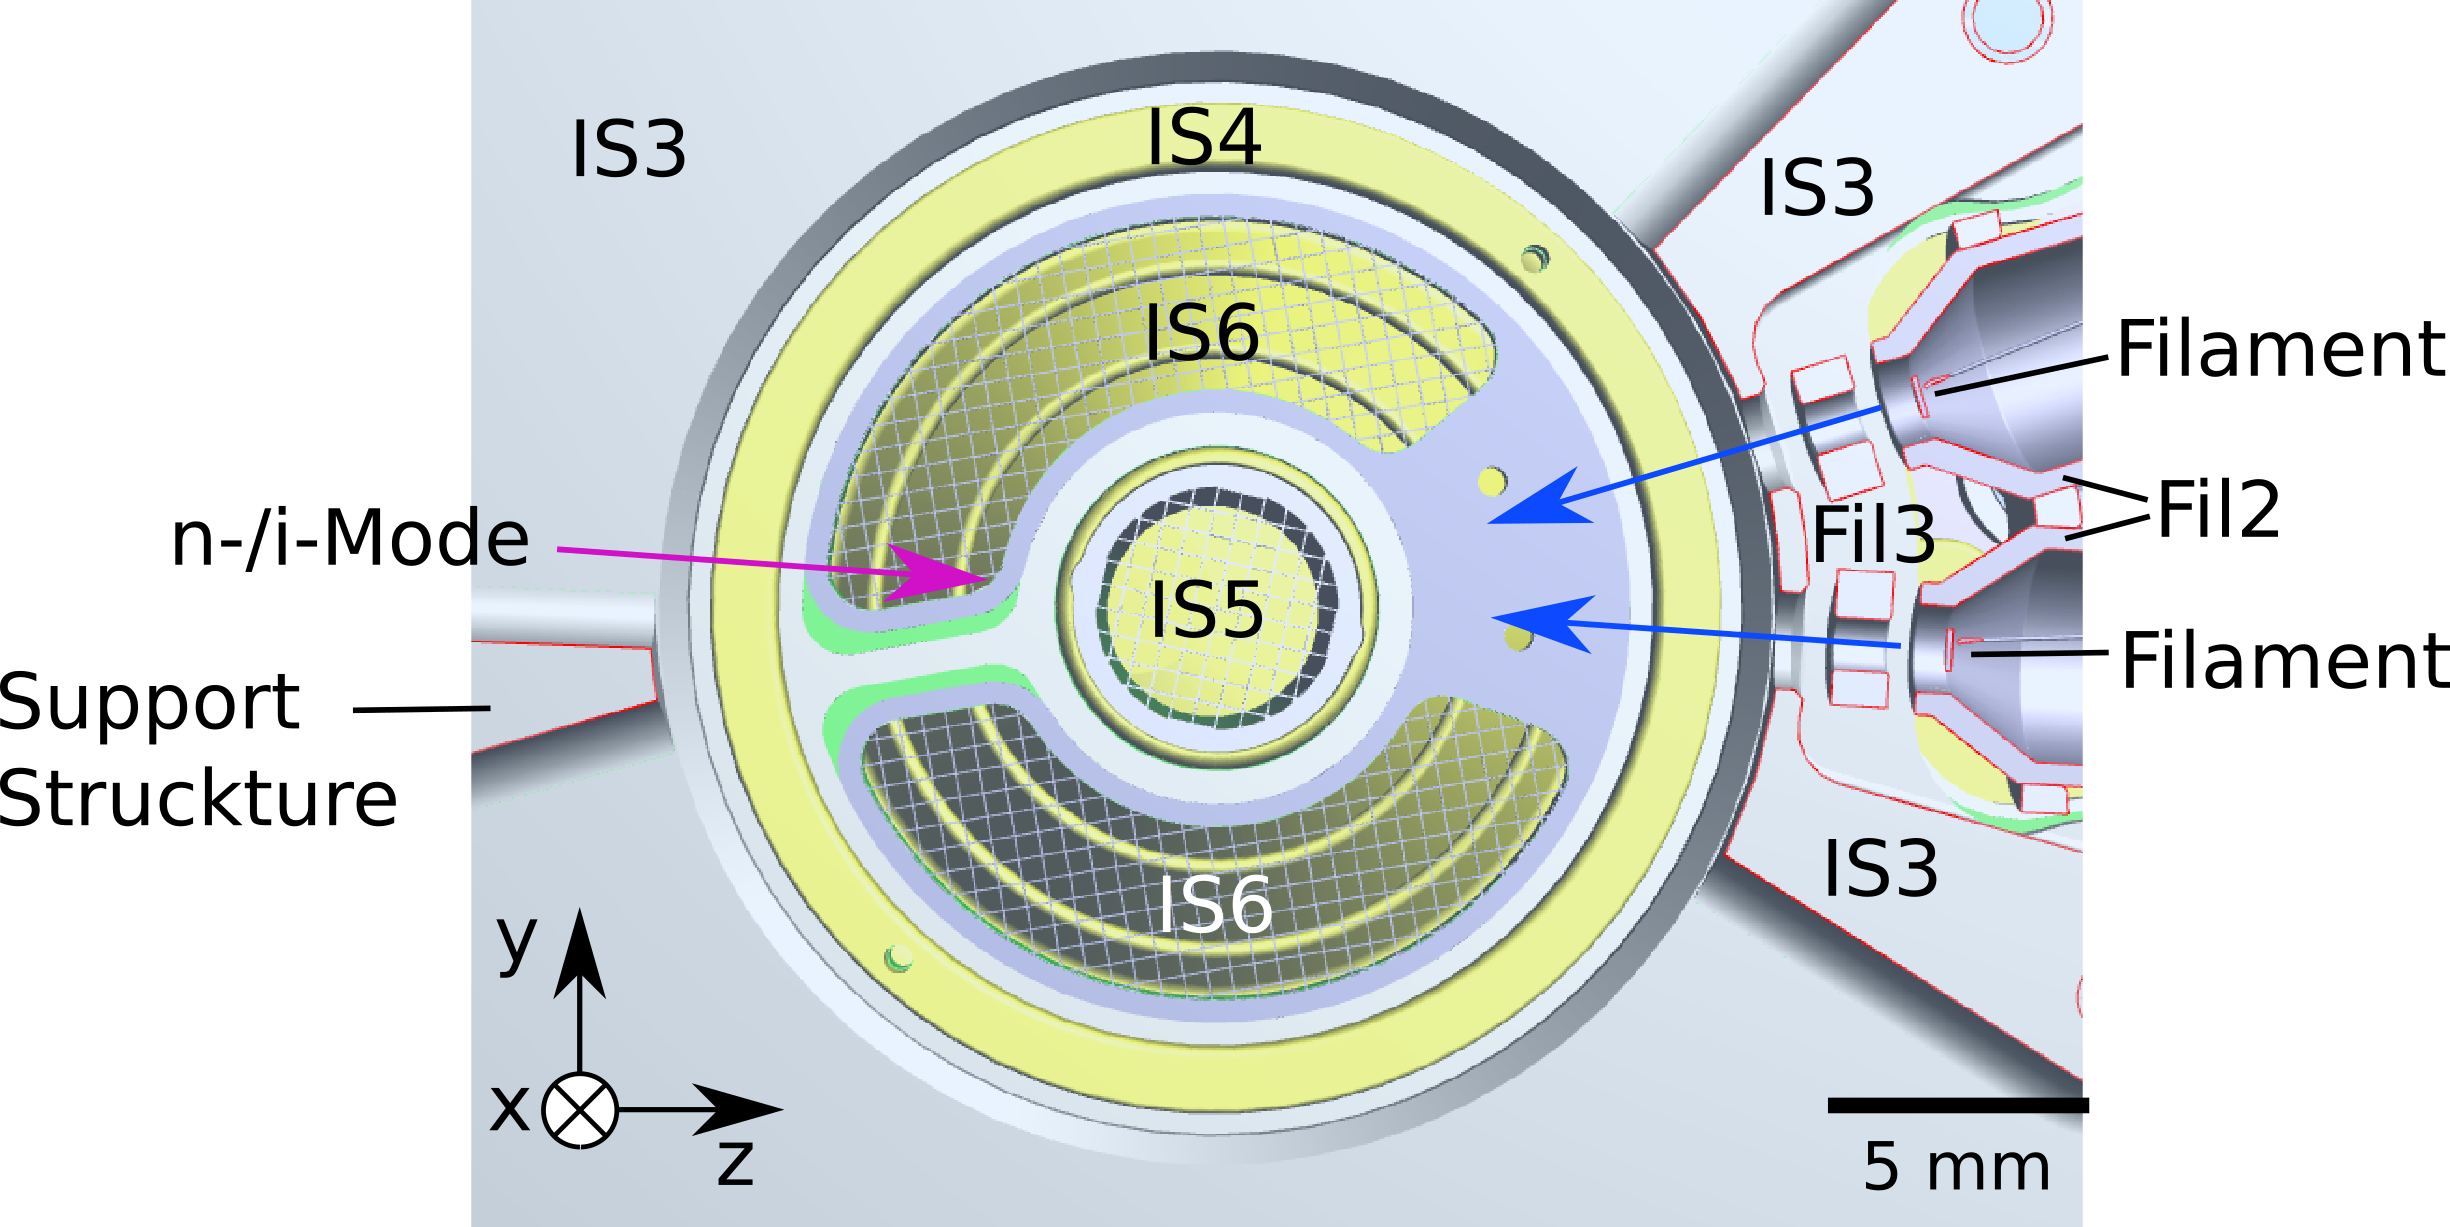 IS4
IS3
IS3
IS6
Filament
n-/i-Mode
Fil3
Fil2
IS5
Filament
Support
Struckture
IS3
IS6
y
x
z
5 mm